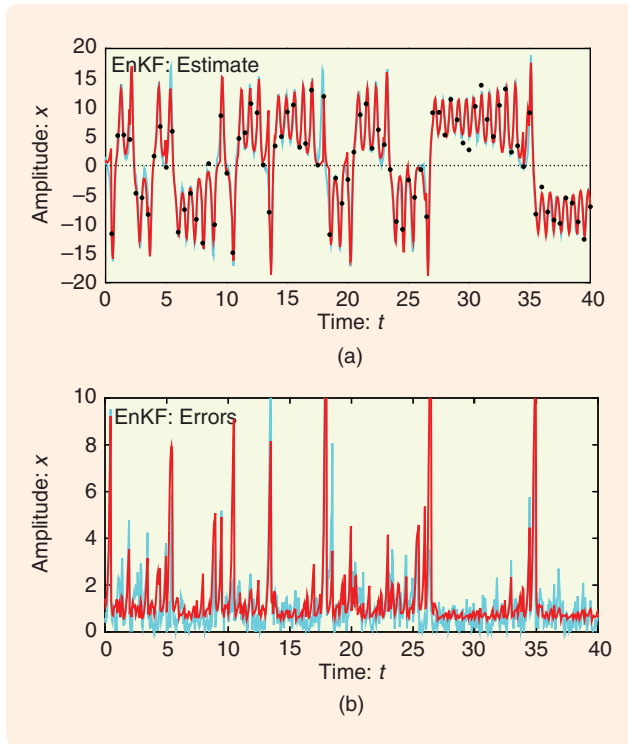 EnKF: Estimate
20
15
10
5
0
−5
−10
−15
−20
Amplitude: x
0 5 10 15 20 25 30 35 40
Time: t
(a)
EnKF: Errors
10
8
6
4
2
0
Amplitude: x
0 5 10 15 20 25 30 35 40
Time: t
(b)